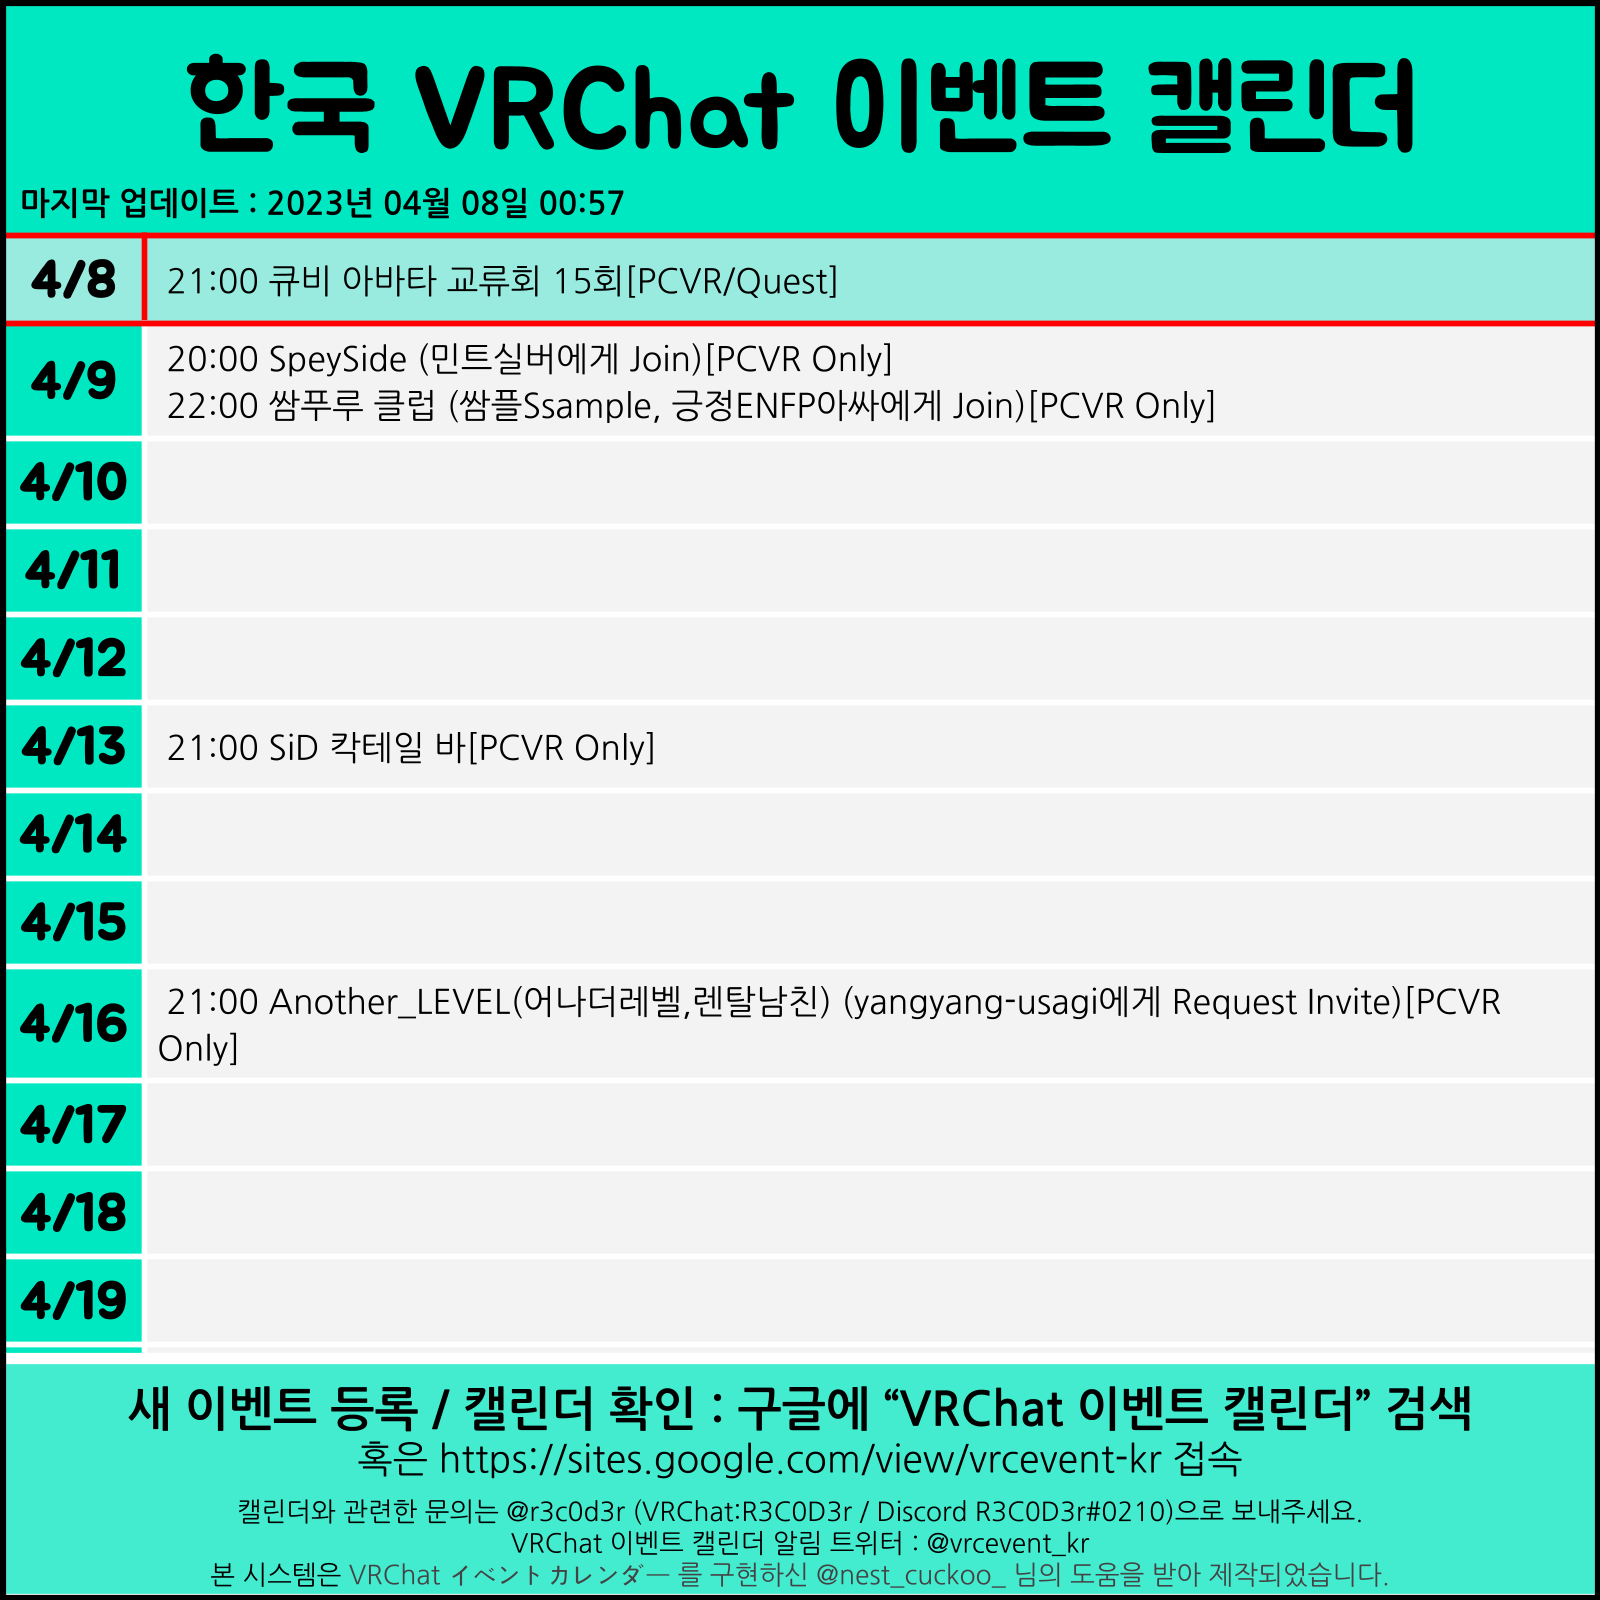 한국 VRChat 이벤트 캘린더
마지막 업데이트 : 2023년 04월 08일 00:57
4/8
21:00 큐비 아바타 교류회 15회[PCVR/Quest]
4/9
20:00 SpeySide (민트실버에게 Join)[PCVR Only]
22:00 쌈푸루 클럽 (쌈플Ssample, 긍정ENFP아싸에게 Join)[PCVR Only]
4/10
4/11
4/12
4/13
21:00 SiD 칵테일 바[PCVR Only]
4/14
4/15
4/16
21:00 Another_LEVEL(어나더레벨,렌탈남친) (yangyang-usagi에게 Request Invite)[PCVR
Only]
4/17
4/18
4/19
새 이벤트 등록 / 캘린더 확인 : 구글에 “VRChat 이벤트 캘린더” 검색
혹은 https://sites.google.com/view/vrcevent-kr 접속
캘린더와 관련한 문의는 @r3c0d3r (VRChat:R3C0D3r / Discord R3C0D3r#0210)으로 보내주세요.
VRChat 이벤트 캘린더 알림 트위터 : @vrcevent_kr
본 시스템은 VRChat イベントカレンダー 를 구현하신 @nest_cuckoo_ 님의 도움을 받아 제작되었습니다.